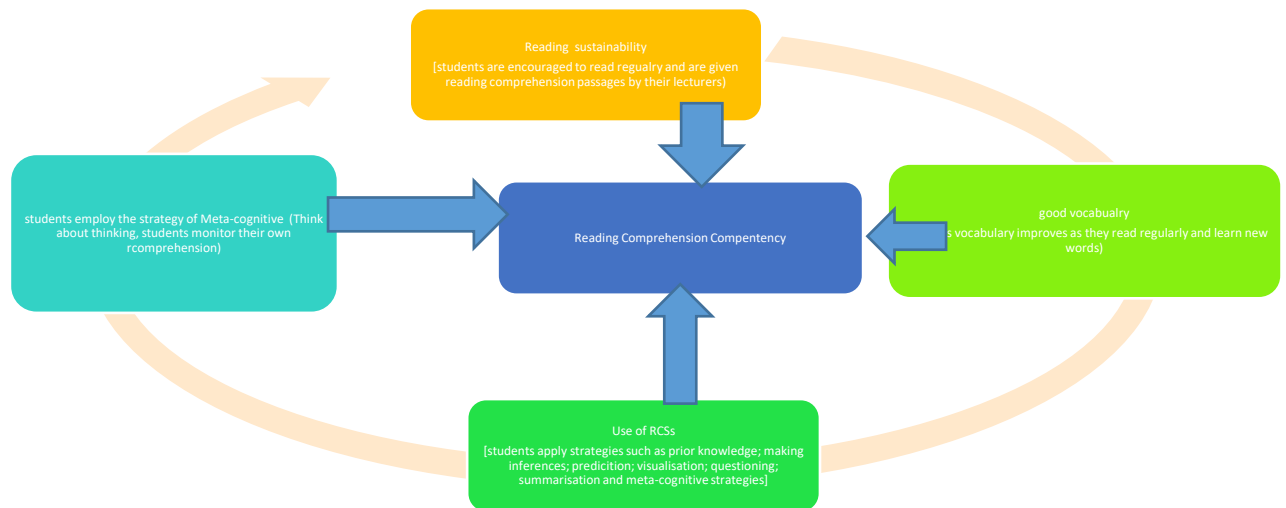 Reading sustainability
[students are encouraged to read regualry and are given
reading comprehension passages by their lecturers)
students employ the strategy of Meta-cognitive (Think
about thinking, students monitor their own
rcomprehension)
Reading Comprehension Compentency
good vocabualry
s vocabulary improves as they read regularly and learn new
words)
Use of RCSs
[students apply strategies such as prior knowledge; making
inferences; predicition; visualisation; questioning;
summarisation and meta-cognitive strategies]